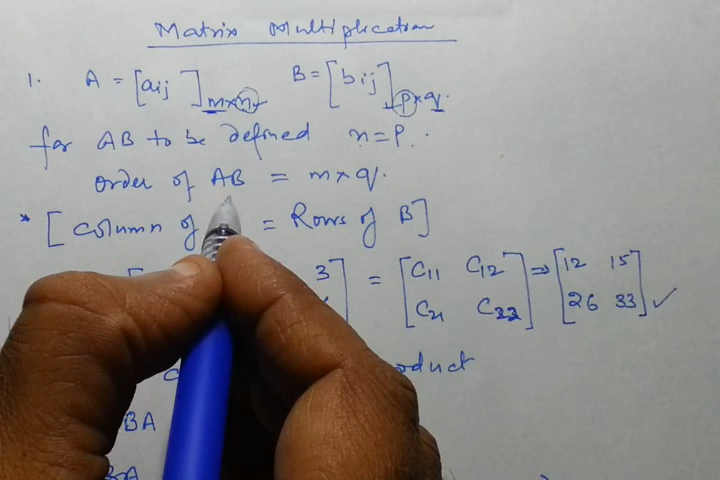 Matrix Multiplication
1. A = [aij]m×n B = [bij]p×q.
for AB to be defined n=p.
order of AB = m×q.
* [ column of = Rows of B ]
3 ] = [ C11 C12 ⇒ [ 12 15 ]
C21 C22 ] 26 33 ] ✓
oduct
BA
BA